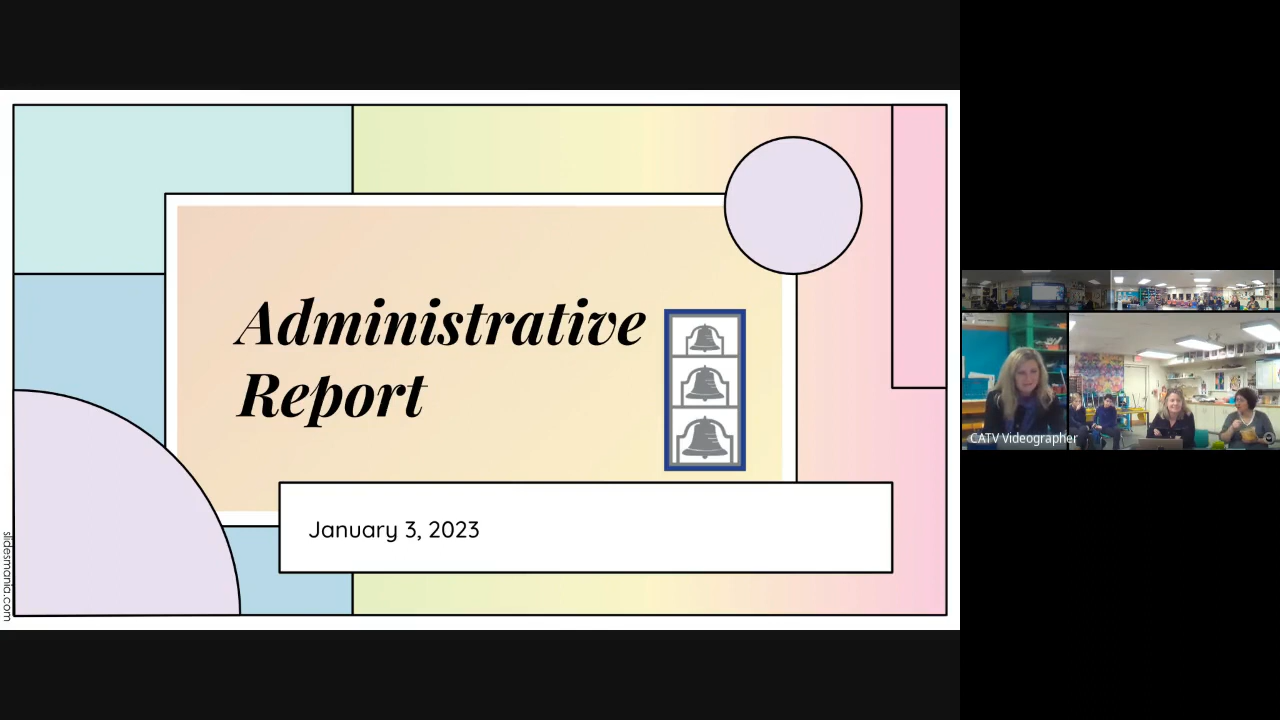 Administrative
Report
January 3, 2023
slidesmania.com
CATV Videographer